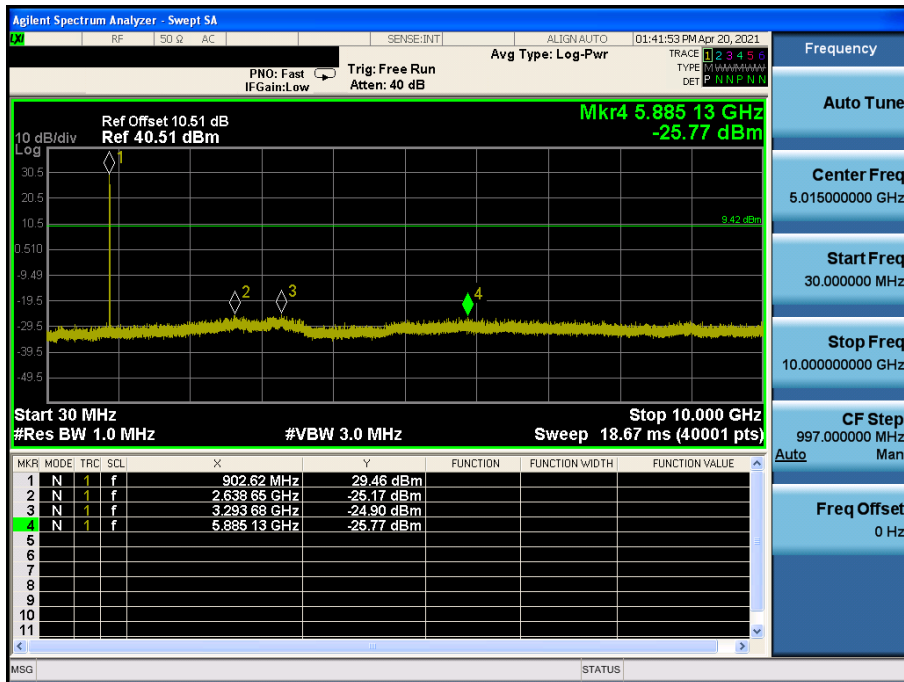 Agilent Spectrum Analyzer - Swept SA
LXI RF 50 Ω AC SENSE:INT ALIGN AUTO 01:41:53 PM Apr 20, 2021
PNO: Fast IFGain:Low
Trig: Free Run
Atten: 40 dB
Avg Type: Log-Pwr
TRACE 1 2 3 4 5 6
TYPE M WWWWW
DET P N N P N N
Mkr4 5.885 13 GHz
-25.77 dBm
Ref Offset 10.51 dB
10 dB/div Ref 40.51 dBm
Log
1
30.5
20.5
10.5
9.42 dBm
0.510
-9.49
2 3 4
-19.5
-29.5
-39.5
-49.5
Start 30 MHz Stop 10.000 GHz
#Res BW 1.0 MHz #VBW 3.0 MHz Sweep 18.67 ms (40001 pts)
MKR MODE TRC SCL X Y FUNCTION FUNCTION WIDTH FUNCTION VALUE
1 N 1 f 902.62 MHz 29.46 dBm
2 N 1 f 2.638 65 GHz -25.17 dBm
3 N 1 f 3.293 68 GHz -24.90 dBm
4 N 1 f 5.885 13 GHz -25.77 dBm
5
6
7
8
9
10
11
MSG STATUS
Frequency
Auto Tune
Center Freq
5.015000000 GHz
Start Freq
30.000000 MHz
Stop Freq
10.000000000 GHz
CF Step
997.000000 MHz
Auto Man
Freq Offset
0 Hz